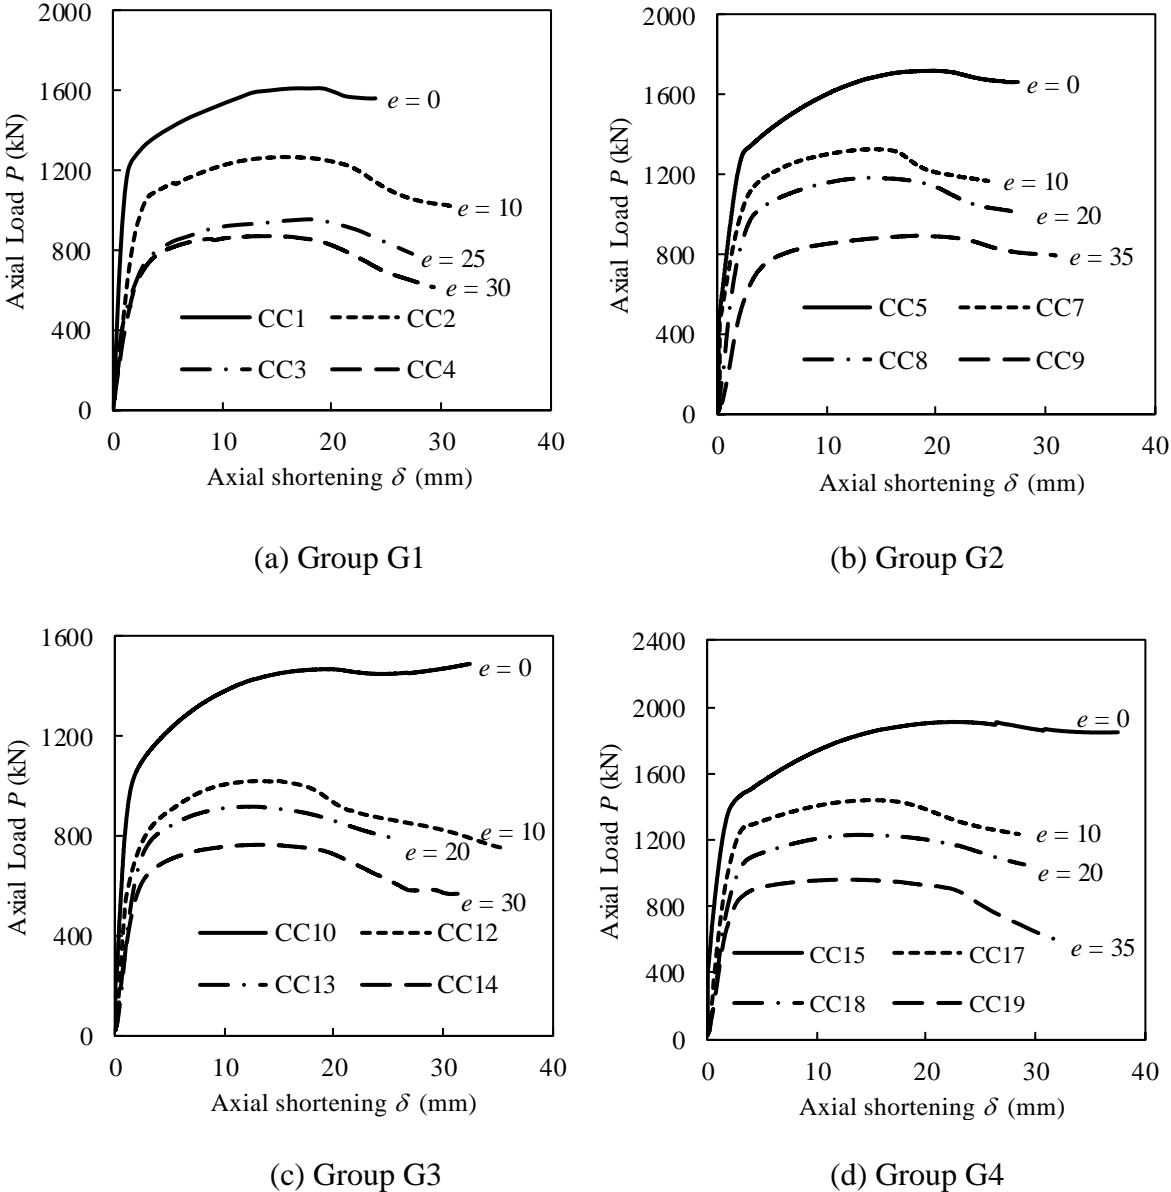 2000
1600
1200
800
400
0
0 10 20 30 40
Axial Load P (kN)
Axial shortening δ (mm)
e = 0
e = 10
e = 25
e = 30
CC1 CC2
CC3 CC4
(a) Group G1
2000
1600
1200
800
400
0
0 10 20 30 40
Axial Load P (kN)
Axial shortening δ (mm)
e = 0
e = 10
e = 20
e = 35
CC5 CC7
CC8 CC9
(b) Group G2
1600
1200
800
400
0
0 10 20 30 40
Axial Load P (kN)
Axial shortening δ (mm)
e = 0
e = 10
e = 20
e = 30
CC10 CC12
CC13 CC14
(c) Group G3
2400
2000
1600
1200
800
400
0
0 10 20 30 40
Axial Load P (kN)
Axial shortening δ (mm)
e = 0
e = 10
e = 20
e = 35
CC15 CC17
CC18 CC19
(d) Group G4